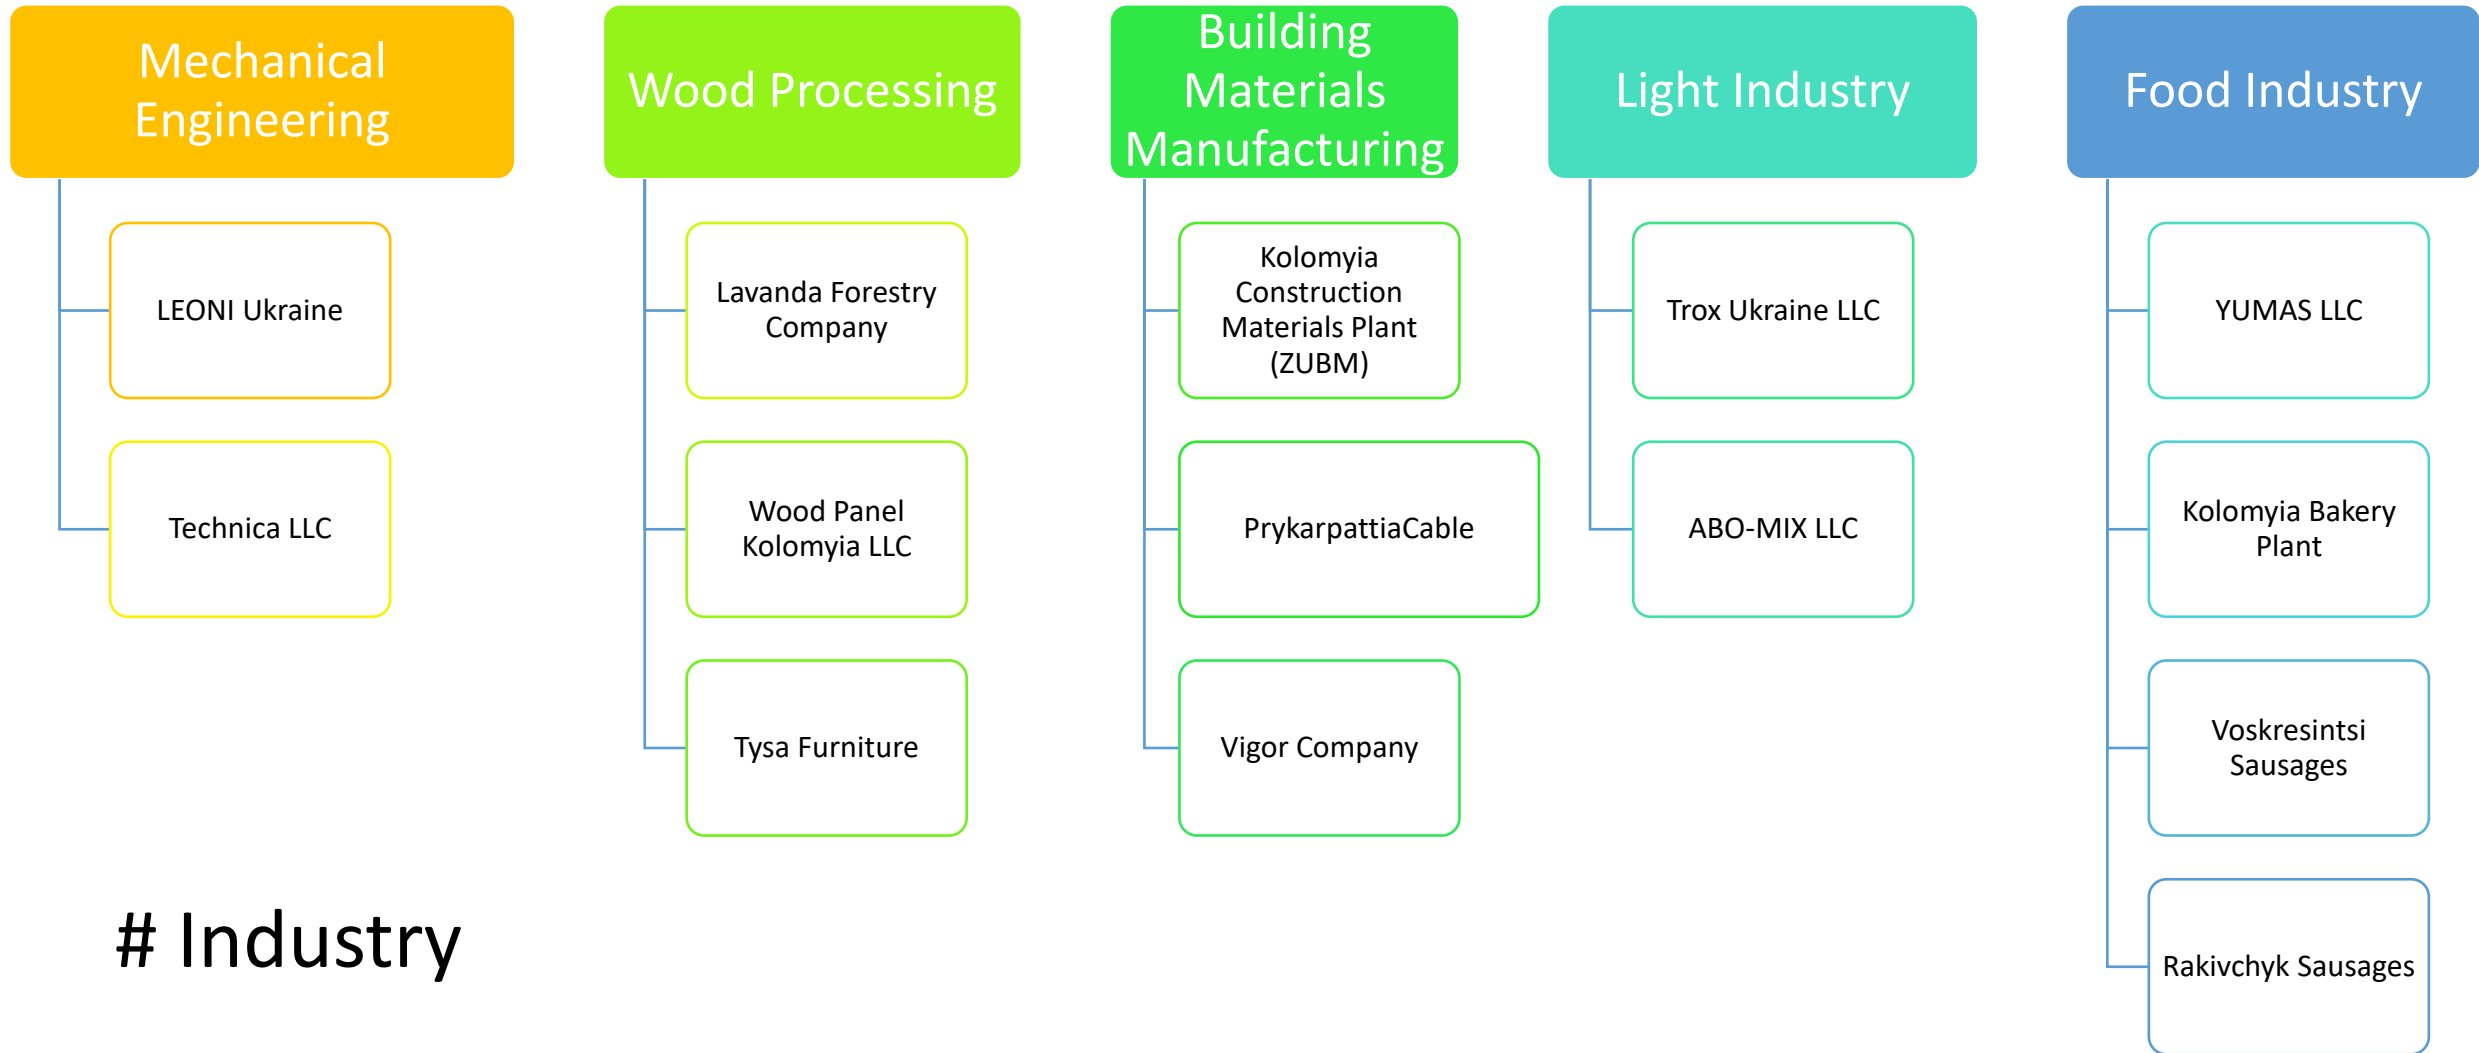 Mechanical
Engineering
LEONI Ukraine
Technica LLC
Wood Processing
Lavanda Forestry
Company
Wood Panel
Kolomyia LLC
Tysa Furniture
Building
Materials
Manufacturing
Kolomyia
Construction
Materials Plant
(ZUBM)
PrykarpattiaCable
Vigor Company
Light Industry
Trox Ukraine LLC
ABO-MIX LLC
Food Industry
YUMAS LLC
Kolomyia Bakery
Plant
Voskresintsi
Sausages
Rakivchyk Sausages
# Industry